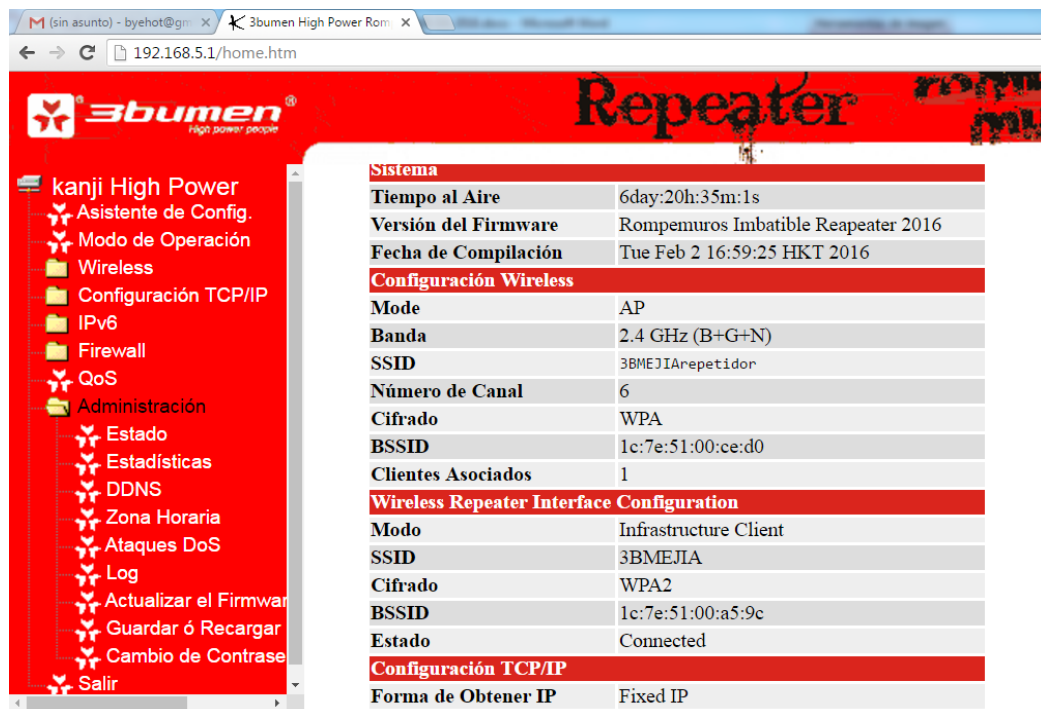 (sin asunto) - byehot@gm
3bumen High Power Rom
192.168.5.1/home.htm
3bumen®
High power people
Repeater
kanji High Power
Asistente de Config.
Modo de Operación
Wireless
Configuración TCP/IP
IPv6
Firewall
QoS
Administración
Estado
Estadísticas
DDNS
Zona Horaria
Ataques DoS
Log
Actualizar el Firmwar
Guardar ó Recargar
Cambio de Contrase
Salir
Sistema
Tiempo al Aire 6day:20h:35m:1s
Versión del Firmware Rompemuros Imbatible Reapeater 2016
Fecha de Compilación Tue Feb 2 16:59:25 HKT 2016
Configuración Wireless
Mode AP
Banda 2.4 GHz (B+G+N)
SSID 3BMEJIArepetidor
Número de Canal 6
Cifrado WPA
BSSID 1c:7e:51:00:ce:d0
Clientes Asociados 1
Wireless Repeater Interface Configuration
Modo Infrastructure Client
SSID 3BMEJIA
Cifrado WPA2
BSSID 1c:7e:51:00:a5:9c
Estado Connected
Configuración TCP/IP
Forma de Obtener IP Fixed IP